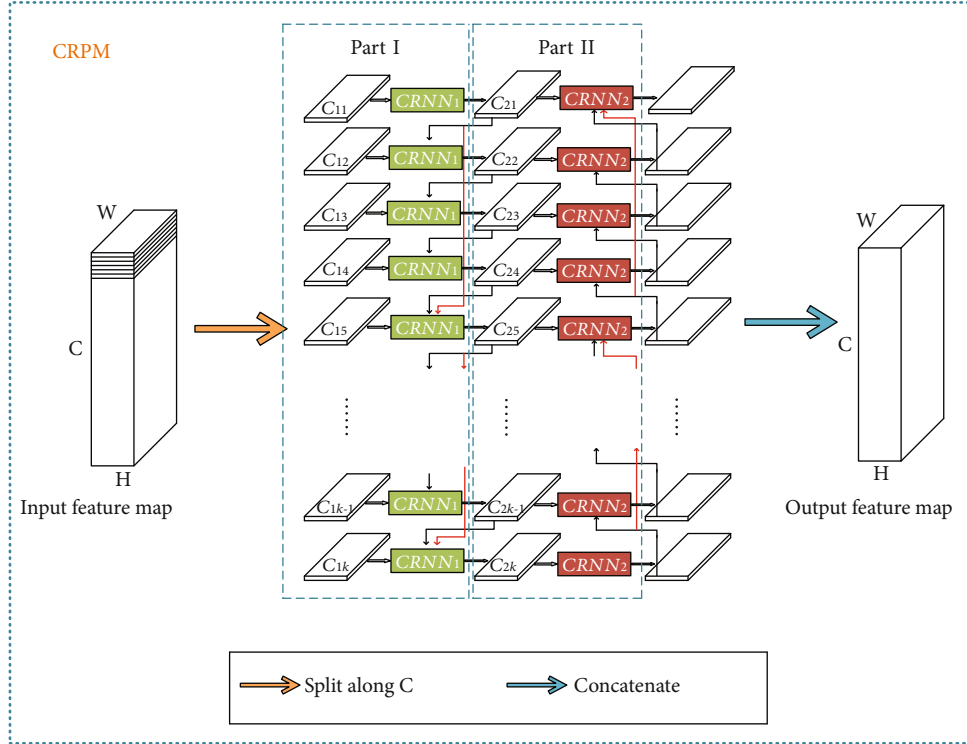 CRPM
Part I
Part II
C11 CRNN1 C21 CRNN2
C12 CRNN1 C22 CRNN2
C13 CRNN1 C23 CRNN2
C14 CRNN1 C24 CRNN2
C15 CRNN1 C25 CRNN2
C1k-1 CRNN1 C2k-1 CRNN2
C1k CRNN1 C2k CRNN2
W
C
H
Input feature map
W
C
H
Output feature map
Split along C
Concatenate